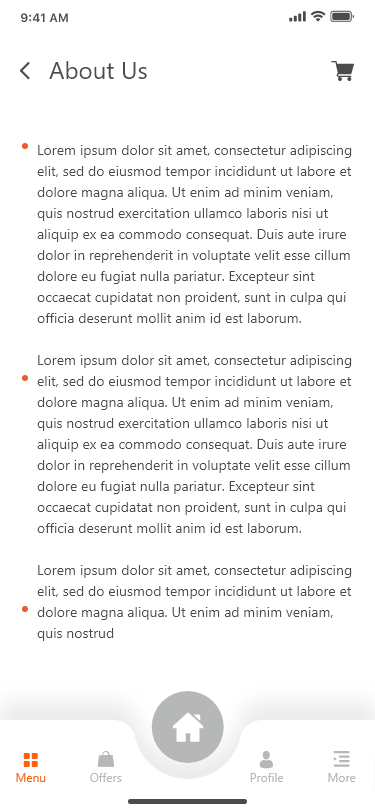 9:41 AM
About Us
Lorem ipsum dolor sit amet, consectetur adipiscing
elit, sed do eiusmod tempor incididunt ut labore et
dolore magna aliqua. Ut enim ad minim veniam,
quis nostrud exercitation ullamco laboris nisi ut
aliquip ex ea commodo consequat. Duis aute irure
dolor in reprehenderit in voluptate velit esse cillum
dolore eu fugiat nulla pariatur. Excepteur sint
occaecat cupidatat non proident, sunt in culpa qui
officia deserunt mollit anim id est laborum.
Lorem ipsum dolor sit amet, consectetur adipiscing
elit, sed do eiusmod tempor incididunt ut labore et
dolore magna aliqua. Ut enim ad minim veniam,
quis nostrud exercitation ullamco laboris nisi ut
aliquip ex ea commodo consequat. Duis aute irure
dolor in reprehenderit in voluptate velit esse cillum
dolore eu fugiat nulla pariatur. Excepteur sint
occaecat cupidatat non proident, sunt in culpa qui
officia deserunt mollit anim id est laborum.
Lorem ipsum dolor sit amet, consectetur adipiscing
elit, sed do eiusmod tempor incididunt ut labore et
dolore magna aliqua. Ut enim ad minim veniam,
quis nostrud
Menu
Offers
Profile
More